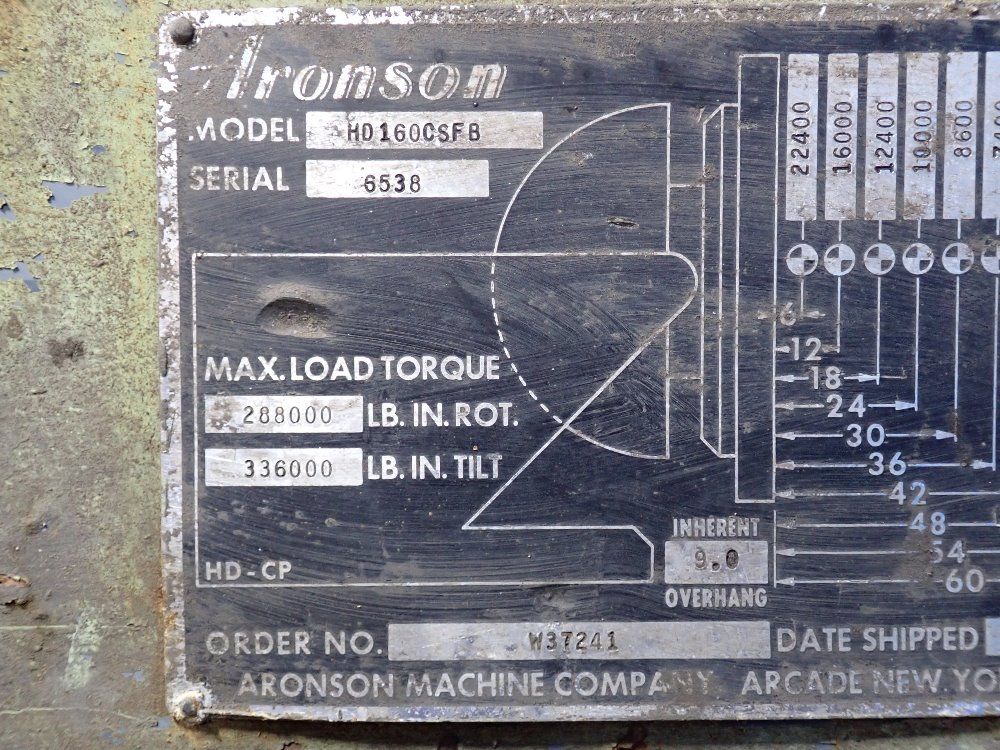 Aronson
MODEL HD160CSFB
SERIAL 6538
22400
16000
12400
10000
8600
6
12
18
24
30
36
42
48
54
60
MAX. LOAD TORQUE
288000 LB. IN. ROT.
336000 LB. IN. TILT
HD-CP
INHERENT
9.0
OVERHANG
ORDER NO. W37241 DATE SHIPPED
ARONSON MACHINE COMPANY ARCADE NEW YO